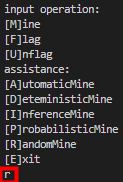 input operation:
[M]ine
[F]lag
[U]nflag
assistance:
[A]utomaticMine
[D]eteministicMine
[I]nferenceMine
[P]robabilisticMine
[R]andomMine
[E]xit
r